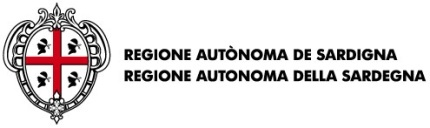 REGIONE AUTÒNOMA DE SARDIGNA
REGIONE AUTONOMA DELLA SARDEGNA